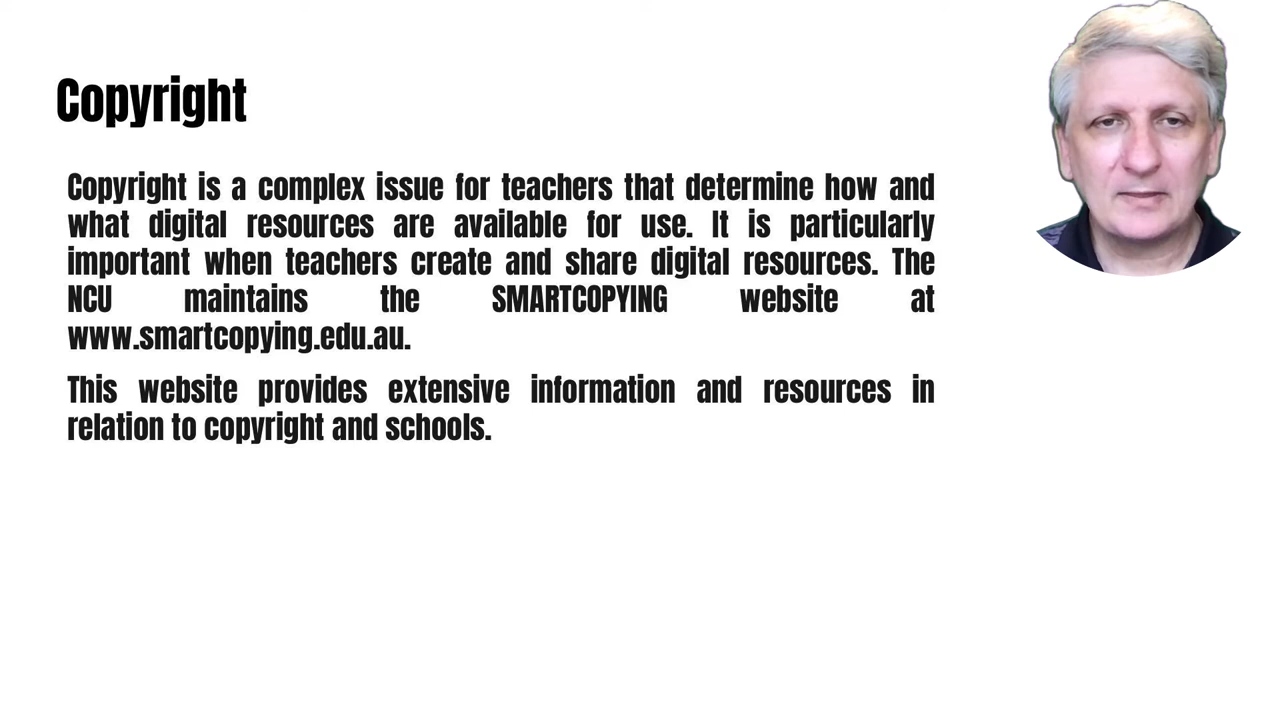 Copyright
Copyright is a complex issue for teachers that determine how and
what digital resources are available for use. It is particularly
important when teachers create and share digital resources. The
NCU maintains the SMARTCOPYING website at
www.smartcopying.edu.au.
This website provides extensive information and resources in
relation to copyright and schools.